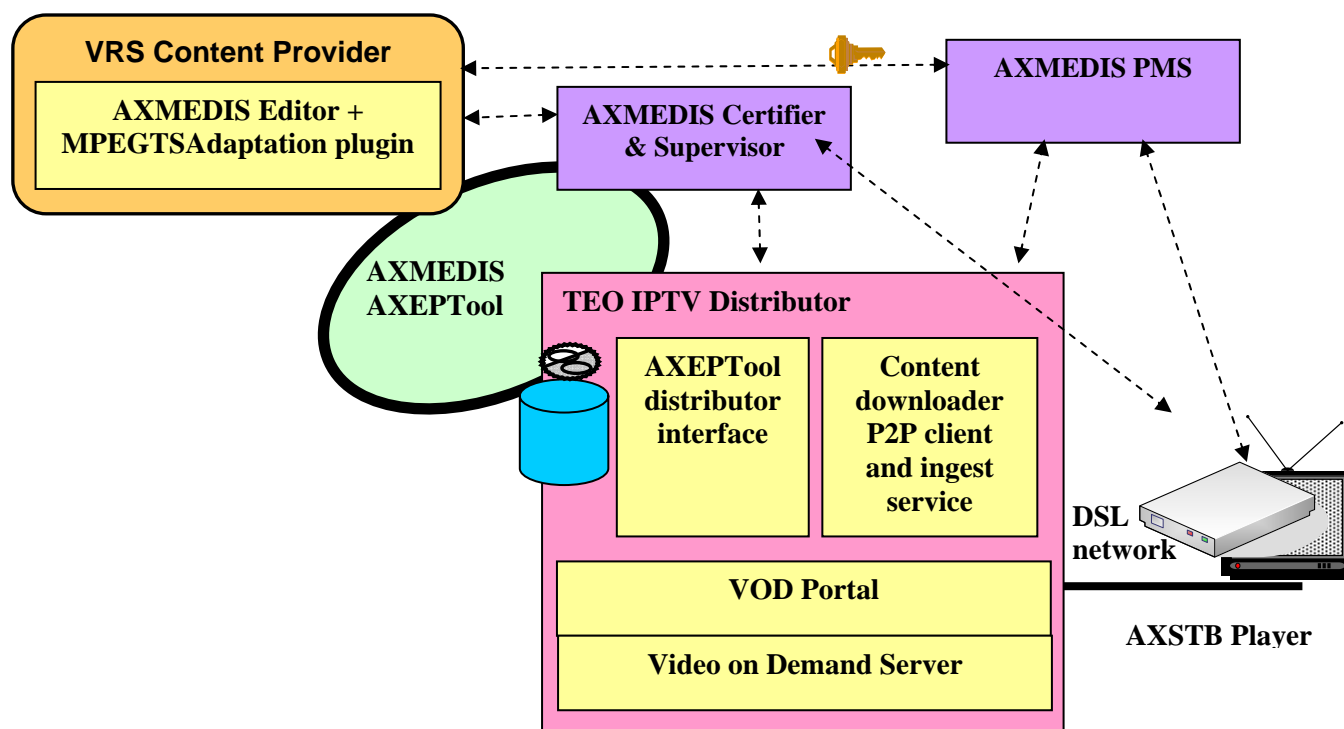 VRS Content Provider
AXMEDIS Editor +
MPEGTSAdaptation plugin
AXMEDIS PMS
AXMEDIS Certifier
& Supervisor
AXMEDIS
AXEPTool
TEO IPTV Distributor
AXEPTool
distributor
interface
Content
downloader
P2P client
and ingest
service
DSL
network
VOD Portal
Video on Demand Server
AXSTB Player